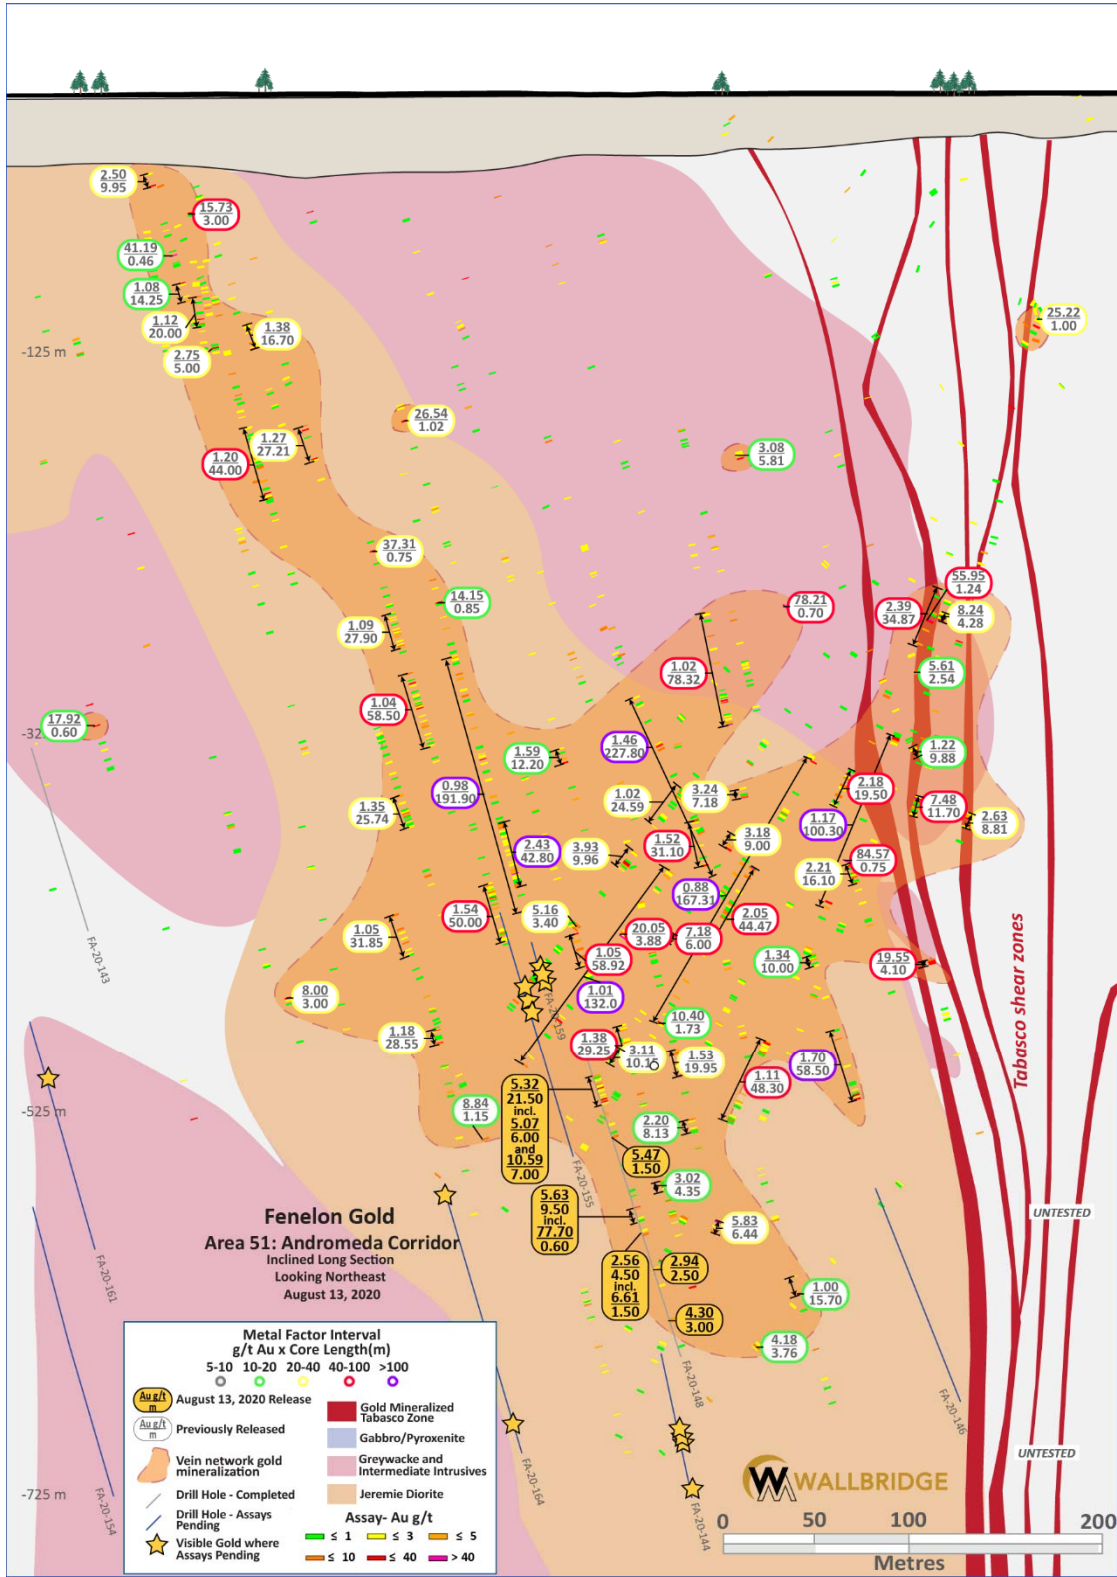 2.50
9.95
15.73
3.00
41.19
0.46
1.08
14.25
1.12
20.00
1.38
16.70
25.22
1.00
-125 m
2.75
5.00
26.54
1.02
1.27
27.21
1.20
44.00
3.08
5.81
37.31
0.75
14.15
0.85
78.21
0.70
55.95
1.24
2.39
34.87
8.24
4.28
1.09
27.90
1.02
78.32
5.61
2.54
1.04
58.50
17.92
0.60
1.59
12.20
1.46
227.80
1.22
9.88
0.98
191.90
1.02
24.59
3.24
7.18
2.18
19.50
1.35
25.74
7.48
11.70
2.63
8.81
1.17
100.30
2.43
42.80
3.93
9.96
1.52
31.10
3.18
9.00
84.57
0.75
2.21
16.10
0.88
167.31
1.54
50.00
5.16
3.40
2.05
44.47
20.05
3.88
7.18
6.00
1.05
31.85
1.05
58.92
1.34
10.00
19.55
4.10
FA-20-143
8.00
3.00
1.01
132.0
FA-20-159
10.40
1.73
1.18
28.55
1.38
29.25
3.11
10.15
1.53
19.95
1.70
58.50
1.11
48.30
Tabasco shear zones
-525 m
8.84
1.15
5.32
21.50
incl.
5.07
6.00
and
10.59
7.00
2.20
8.13
5.47
1.50
FA-20-155
3.02
4.35
5.63
9.50
incl.
77.70
0.60
5.83
6.44
UNTESTED
Fenelon Gold
Area 51: Andromeda Corridor
Inclined Long Section
Looking Northeast
August 13, 2020
2.56
4.50
incl.
6.61
1.50
2.94
2.50
FA-20-161
1.00
15.70
4.30
3.00
4.18
3.76
FA-20-148
FA-20-146
UNTESTED
Metal Factor Interval
g/t Au x Core Length(m)
5-10 10-20 20-40 40-100 >100
Au g/t
m
August 13, 2020 Release
Au g/t
m
Previously Released
Vein network gold
mineralization
Drill Hole - Completed
Drill Hole - Assays
Pending
Visible Gold where
Assays Pending
Gold Mineralized
Tabasco Zone
Gabbro/Pyroxenite
Greywacke and
Intermediate Intrusives
Jeremie Diorite
Assay- Au g/t
≤ 1 ≤ 3 ≤ 5
≤ 10 ≤ 40 > 40
-725 m
FA-20-154
FA-20-164
FA-20-144
WALLBRIDGE
0 50 100 200
Metres